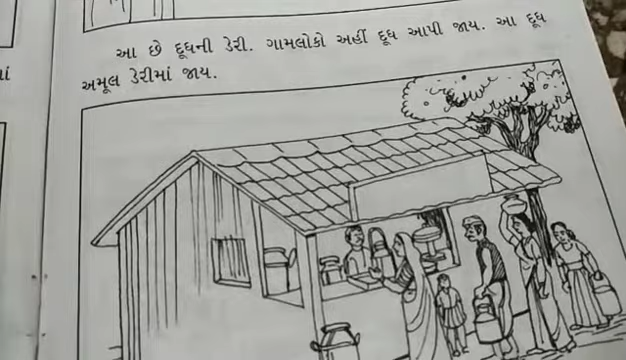 આ છે દૂધની ડેરી. ગામલોકો અહીં દૂધ આપી જાય. આ દૂધ
અમૂલ ડેરીમાં જાય.